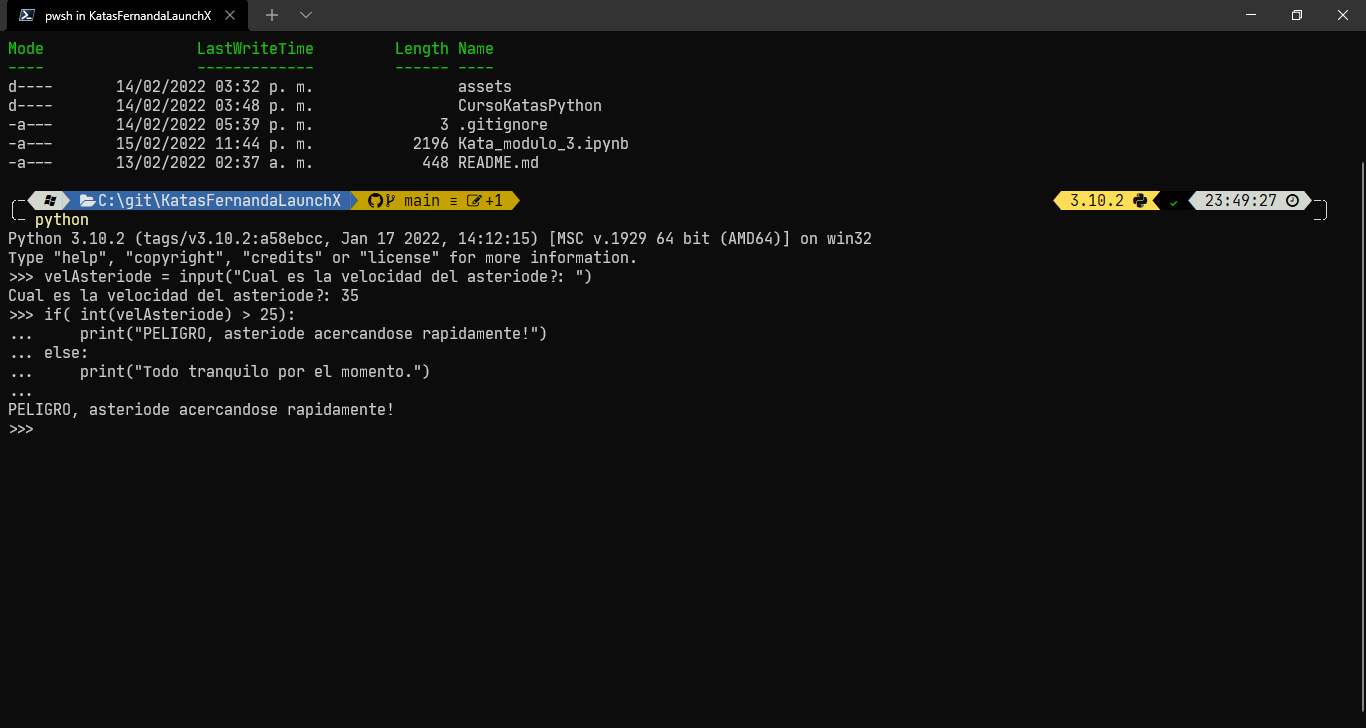 pwsh in KatasFernandaLaunchX
Mode                 LastWriteTime         Length Name
----                 -------------         ------ ----
d----       14/02/2022 03:32 p. m.                assets
d----       14/02/2022 03:48 p. m.                CursoKatasPython
-a---       14/02/2022 05:39 p. m.              3 .gitignore
-a---       15/02/2022 11:44 p. m.           2196 Kata_modulo_3.ipynb
-a---       13/02/2022 02:37 a. m.            448 README.md
C:\git\KatasFernandaLaunchX main ≡ +1 3.10.2 ✓ 23:49:27
python
Python 3.10.2 (tags/v3.10.2:a58ebcc, Jan 17 2022, 14:12:15) [MSC v.1929 64 bit (AMD64)] on win32
Type "help", "copyright", "credits" or "license" for more information.
>>> velAsteriode = input("Cual es la velocidad del asteriode?: ")
Cual es la velocidad del asteriode?: 35
>>> if( int(velAsteriode) > 25):
...     print("PELIGRO, asteriode acercandose rapidamente!")
... else:
...     print("Todo tranquilo por el momento.")
...
PELIGRO, asteriode acercandose rapidamente!
>>>